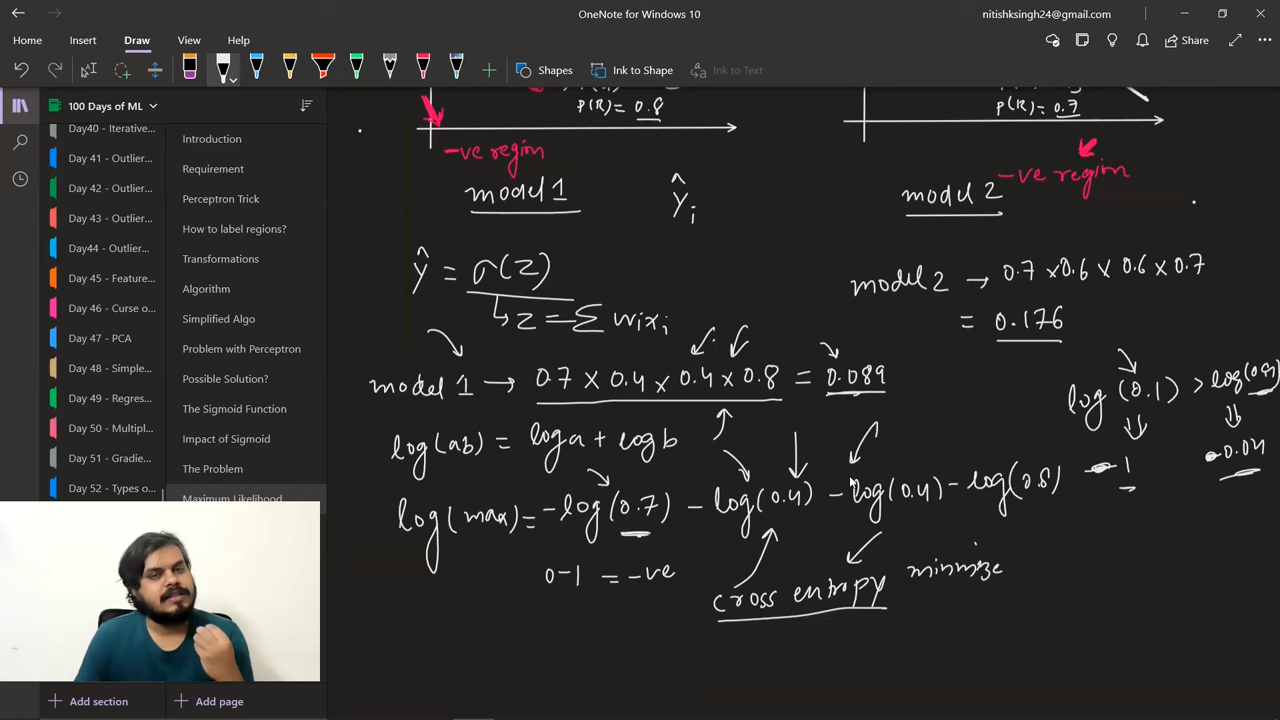 OneNote for Windows 10
nitishksingh24@gmail.com
Home Insert Draw View Help
Share
Shapes
Ink to Shape
Ink to Text
100 Days of ML
Day40 - Iterative...
Day 41 - Outlier...
Day 42 - Outlier...
Day 43 - Outlier...
Day44 - Outlier...
Day 45 - Feature...
Day 46 - Curse o...
Day 47 - PCA
Day 48 - Simple...
Day 49 - Regres...
Day 50 - Multipl...
Day 51 - Gradie...
Day 52 - Types o...
Introduction
Requirement
Perceptron Trick
How to label regions?
Transformations
Algorithm
Simplified Algo
Problem with Perceptron
Possible Solution?
The Sigmoid Function
Impact of Sigmoid
The Problem
Maximum Likelihood
Add section
Add page
P(R) = 0.8
-ve region
model 1
Ŷi
P(R) = 0.7
-ve region
model 2
Ŷ = σ(z)
↳ z = Σ wixi
model 2 → 0.7 × 0.6 × 0.6 × 0.7
= 0.176
model 1 → 0.7 × 0.4 × 0.4 × 0.8 = 0.089
log(ab) = log a + log b
log(max) = -log(0.7) - log(0.4) - log(0.4) - log(0.8)
0-1 = -ve
cross entropy minimize
log(0.1) > log(0.9)
1
0.04